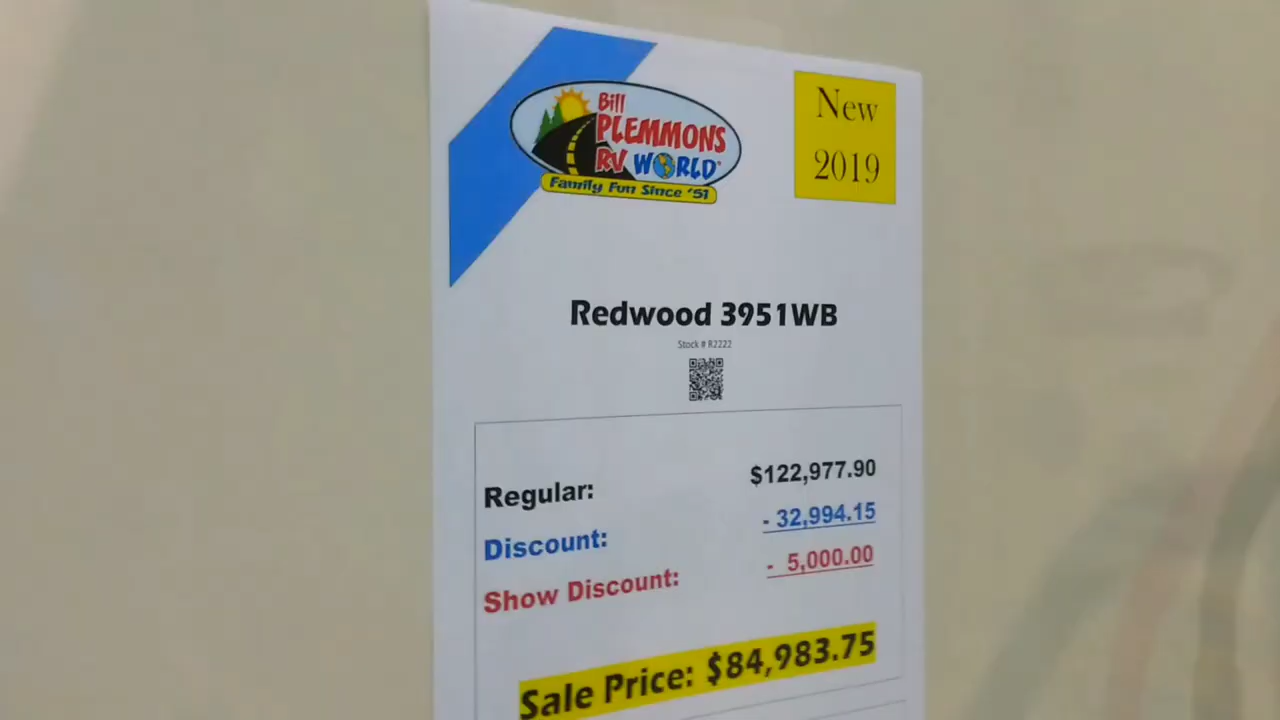 Bill
PLEMMONS
RV WORLD
Family Fun Since '51
New
2019
Redwood 3951WB
Stock # R2222
Regular: $122,977.90
Discount: - 32,994.15
Show Discount: - 5,000.00
Sale Price: $84,983.75